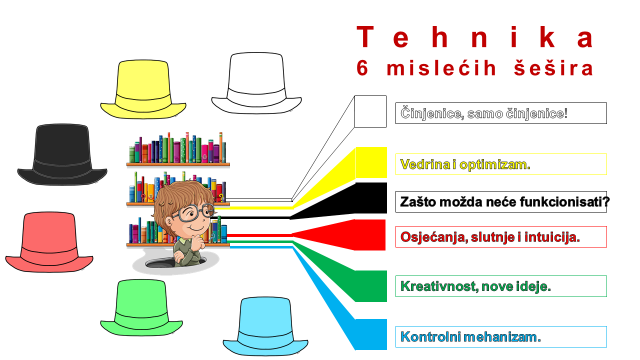 Tehnika
6 mislećih šešira
Činjenice, samo činjenice!
Vedrina i optimizam.
Zašto možda neće funkcionisati?
Osjećanja, slutnje i intuicija.
Kreativnost, nove ideje.
Kontrolni mehanizam.